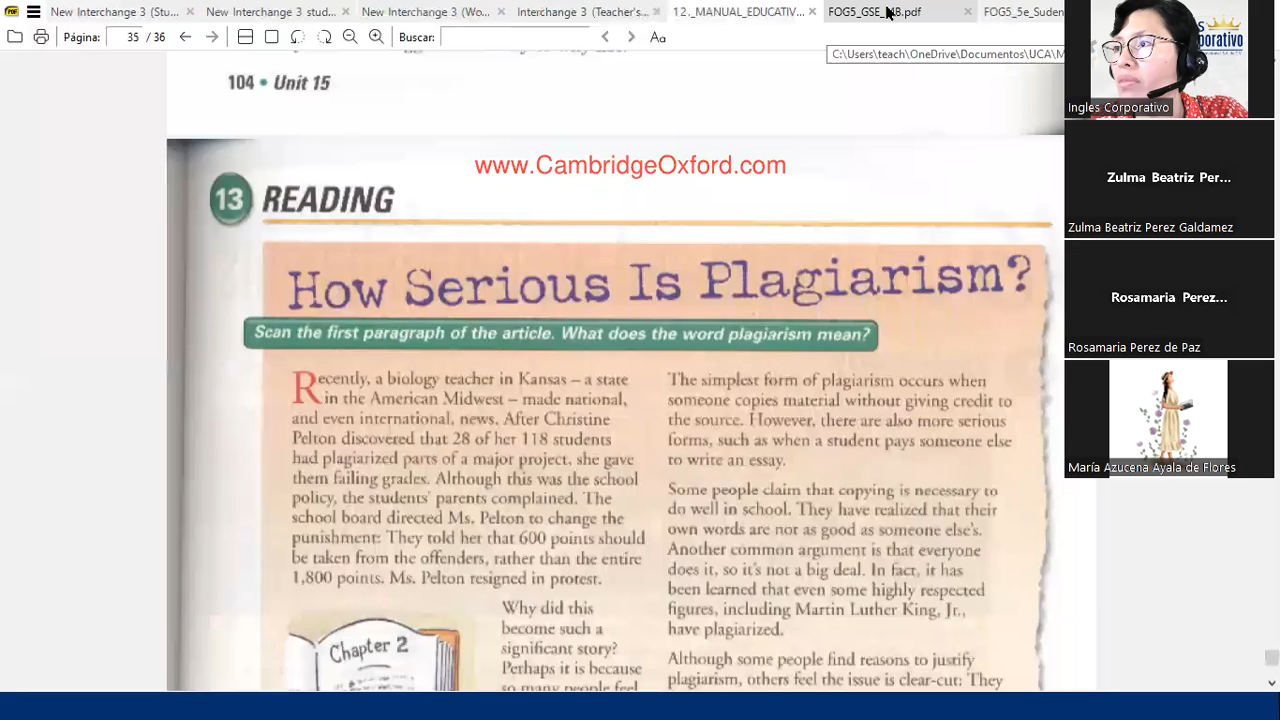 New Interchange 3 (Stu... × New Interchange 3 stud... × New Interchange 3 (Wo... × Interchange 3 (Teacher's... × 12._MANUAL_EDUCATIV... × FOG5_GSE_ .pdf × FOG5_5e_Suden
Página: 35 / 36 Buscar: Aa
C:\Users\teach\OneDrive\Documentos\UCA\M
104 • Unit 15
www.CambridgeOxford.com
13 READING
How Serious Is Plagiarism?
Scan the first paragraph of the article. What does the word plagiarism mean?
Recently, a biology teacher in Kansas – a state
in the American Midwest – made national,
and even international, news. After Christine
Pelton discovered that 28 of her 118 students
had plagiarized parts of a major project, she gave
them failing grades. Although this was the school
policy, the students' parents complained. The
school board directed Ms. Pelton to change the
punishment: They told her that 600 points should
be taken from the offenders, rather than the entire
1,800 points. Ms. Pelton resigned in protest.
Why did this
become such a
significant story?
Perhaps it is because
so many people feel
Chapter 2
The simplest form of plagiarism occurs when
someone copies material without giving credit to
the source. However, there are also more serious
forms, such as when a student pays someone else
to write an essay.
Some people claim that copying is necessary to
do well in school. They have realized that their
own words are not as good as someone else's.
Another common argument is that everyone
does it, so it's not a big deal. In fact, it has
been learned that even some highly respected
figures, including Martin Luther King, Jr.,
have plagiarized.
Although some people find reasons to justify
plagiarism, others feel the issue is clear-cut: They
Ingles Corporativo
Zulma Beatriz Per...
Zulma Beatriz Perez Galdamez
Rosamaria Perez...
Rosamaria Perez de Paz
María Azucena Ayala de Flores